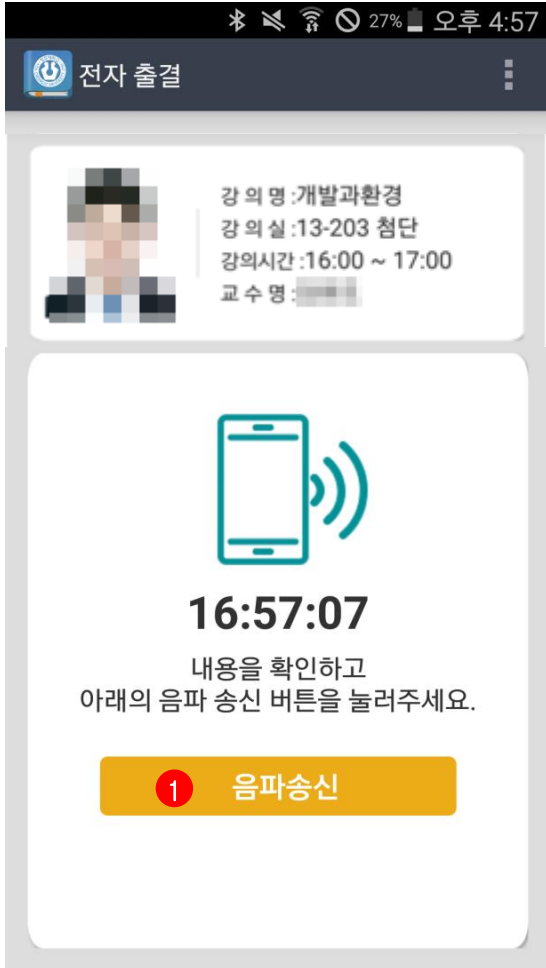 27% 오후 4:57
전자 출결
강 의 명 :개발과환경
강 의 실 :13-203 첨단
강의시간 :16:00 ~ 17:00
교 수 명 :
16:57:07
내용을 확인하고
아래의 음파 송신 버튼을 눌러주세요.
1 음파송신